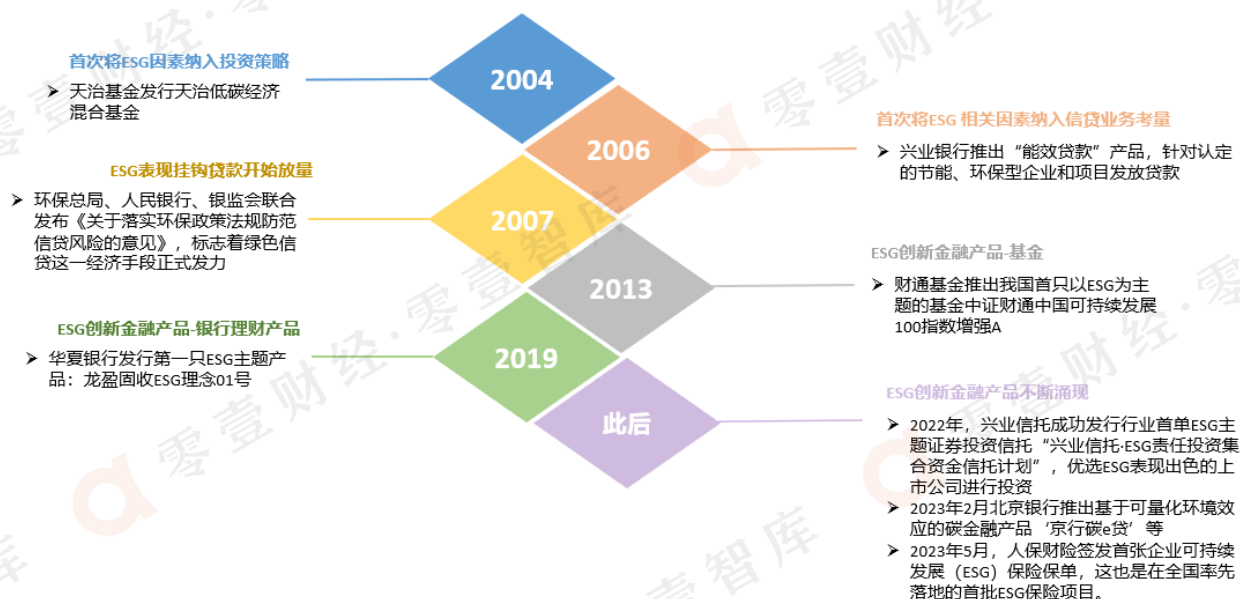 首次将ESG因素纳入投资策略
➢ 天治基金发行天治低碳经济
混合基金
2004
2006
首次将ESG 相关因素纳入信贷业务考量
➢ 兴业银行推出“能效贷款”产品，针对认定
的节能、环保型企业和项目发放贷款
ESG表现挂钩贷款开始放量
➢ 环保总局、人民银行、银监会联合
发布《关于落实环保政策法规防范
信贷风险的意见》，标志着绿色信
贷这一经济手段正式发力
2007
2013
ESG创新金融产品-基金
➢ 财通基金推出我国首只以ESG为主
题的基金中证财通中国可持续发展
100指数增强A
ESG创新金融产品-银行理财产品
➢ 华夏银行发行第一只ESG主题产
品：龙盈固收ESG理念01号
2019
此后
ESG创新金融产品不断涌现
➢ 2022年，兴业信托成功发行行业首单ESG主
题证券投资信托“兴业信托·ESG责任投资集
合资金信托计划”，优选ESG表现出色的上
市公司进行投资
➢ 2023年2月北京银行推出基于可量化环境效
应的碳金融产品‘京行碳e贷’等
➢ 2023年5月，人保财险签发首张企业可持续
发展（ESG）保险保单，这也是在全国率先
落地的首批ESG保险项目。
零壹财经·零壹智库